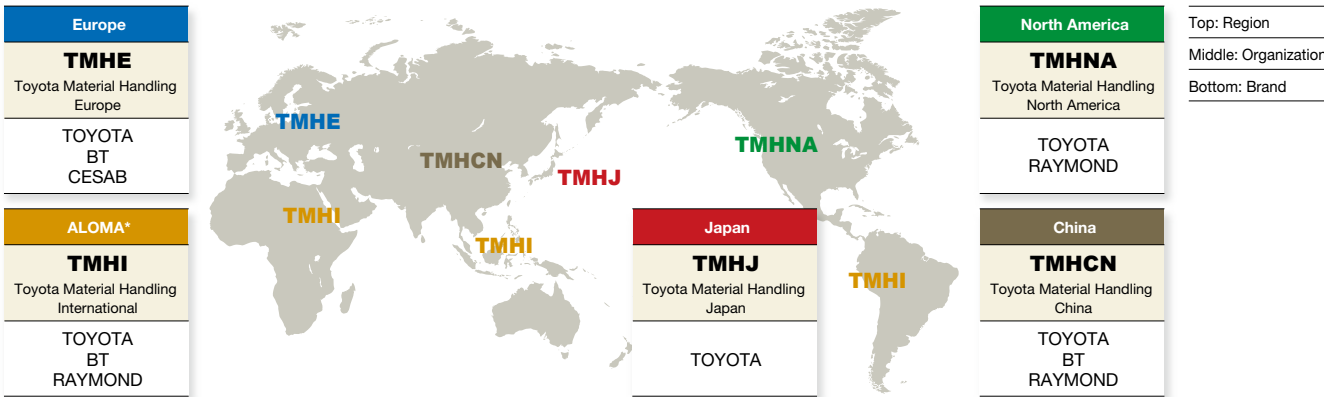 Europe
TMHE
Toyota Material Handling
Europe
TOYOTA
BT
CESAB
ALOMA*
TMHI
Toyota Material Handling
International
TOYOTA
BT
RAYMOND
TMHE
TMHCN
TMHJ
TMHI
TMHI
TMHNA
TMHI
Japan
TMHJ
Toyota Material Handling
Japan
TOYOTA
North America
TMHNA
Toyota Material Handling
North America
TOYOTA
RAYMOND
China
TMHCN
Toyota Material Handling
China
TOYOTA
BT
RAYMOND
Top: Region
Middle: Organization
Bottom: Brand